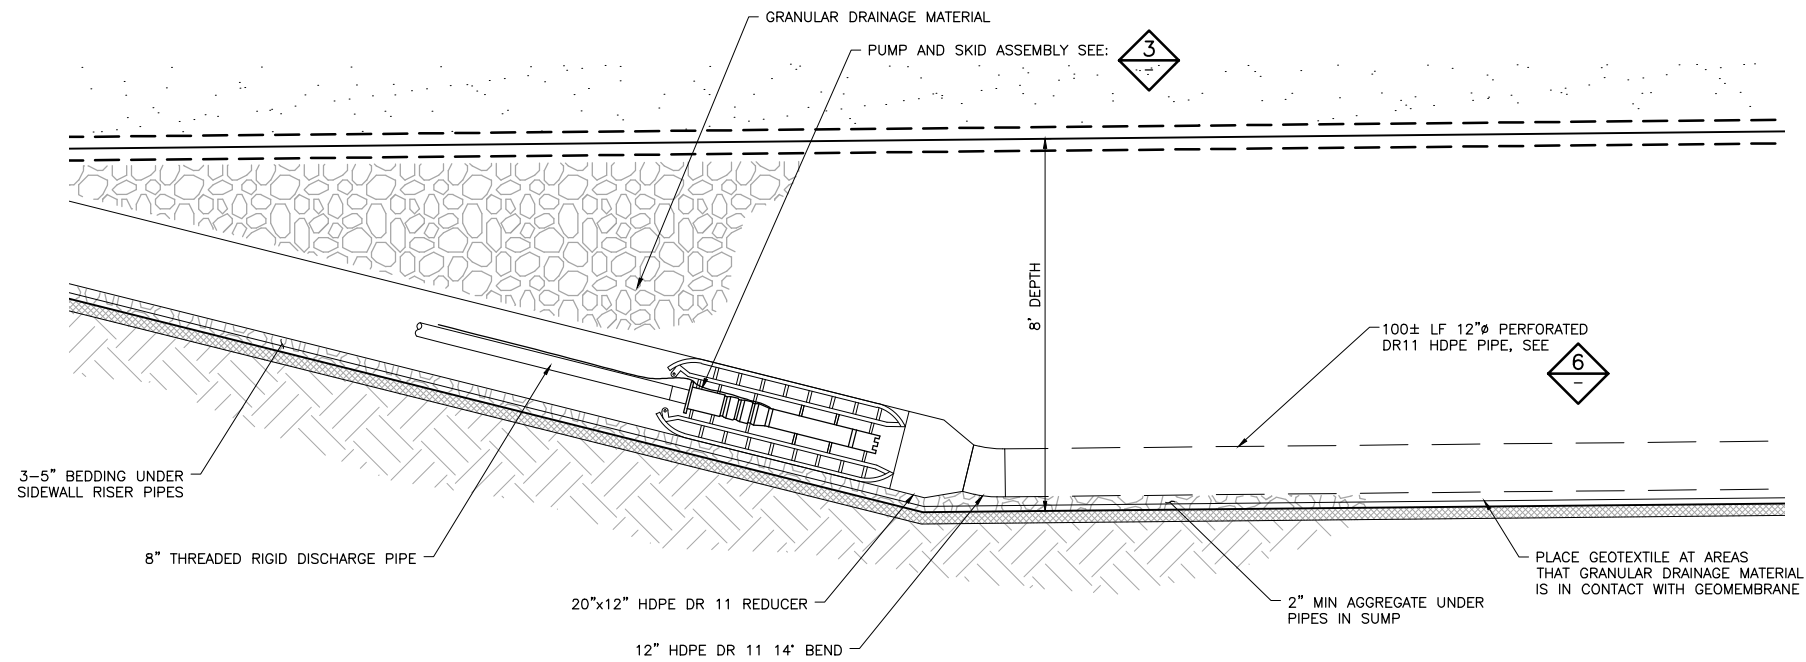 GRANULAR DRAINAGE MATERIAL
PUMP AND SKID ASSEMBLY SEE:
3
-
8' DEPTH
100± LF 12"ø PERFORATED
DR11 HDPE PIPE, SEE
6
-
3-5" BEDDING UNDER
SIDEWALL RISER PIPES
8" THREADED RIGID DISCHARGE PIPE
20"x12" HDPE DR 11 REDUCER
12" HDPE DR 11 14° BEND
2" MIN AGGREGATE UNDER
PIPES IN SUMP
PLACE GEOTEXTILE AT AREAS
THAT GRANULAR DRAINAGE MATERIAL
IS IN CONTACT WITH GEOMEMBRANE